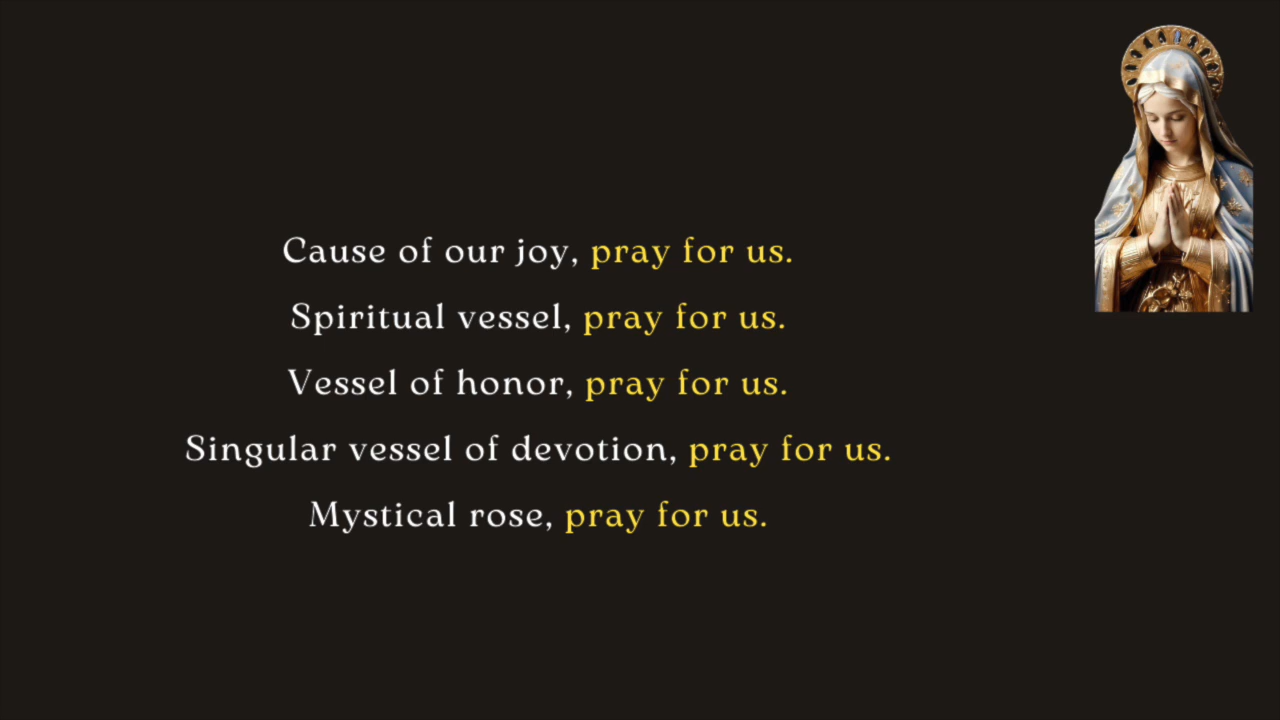 Cause of our joy, pray for us.
Spiritual vessel, pray for us.
Vessel of honor, pray for us.
Singular vessel of devotion, pray for us.
Mystical rose, pray for us.